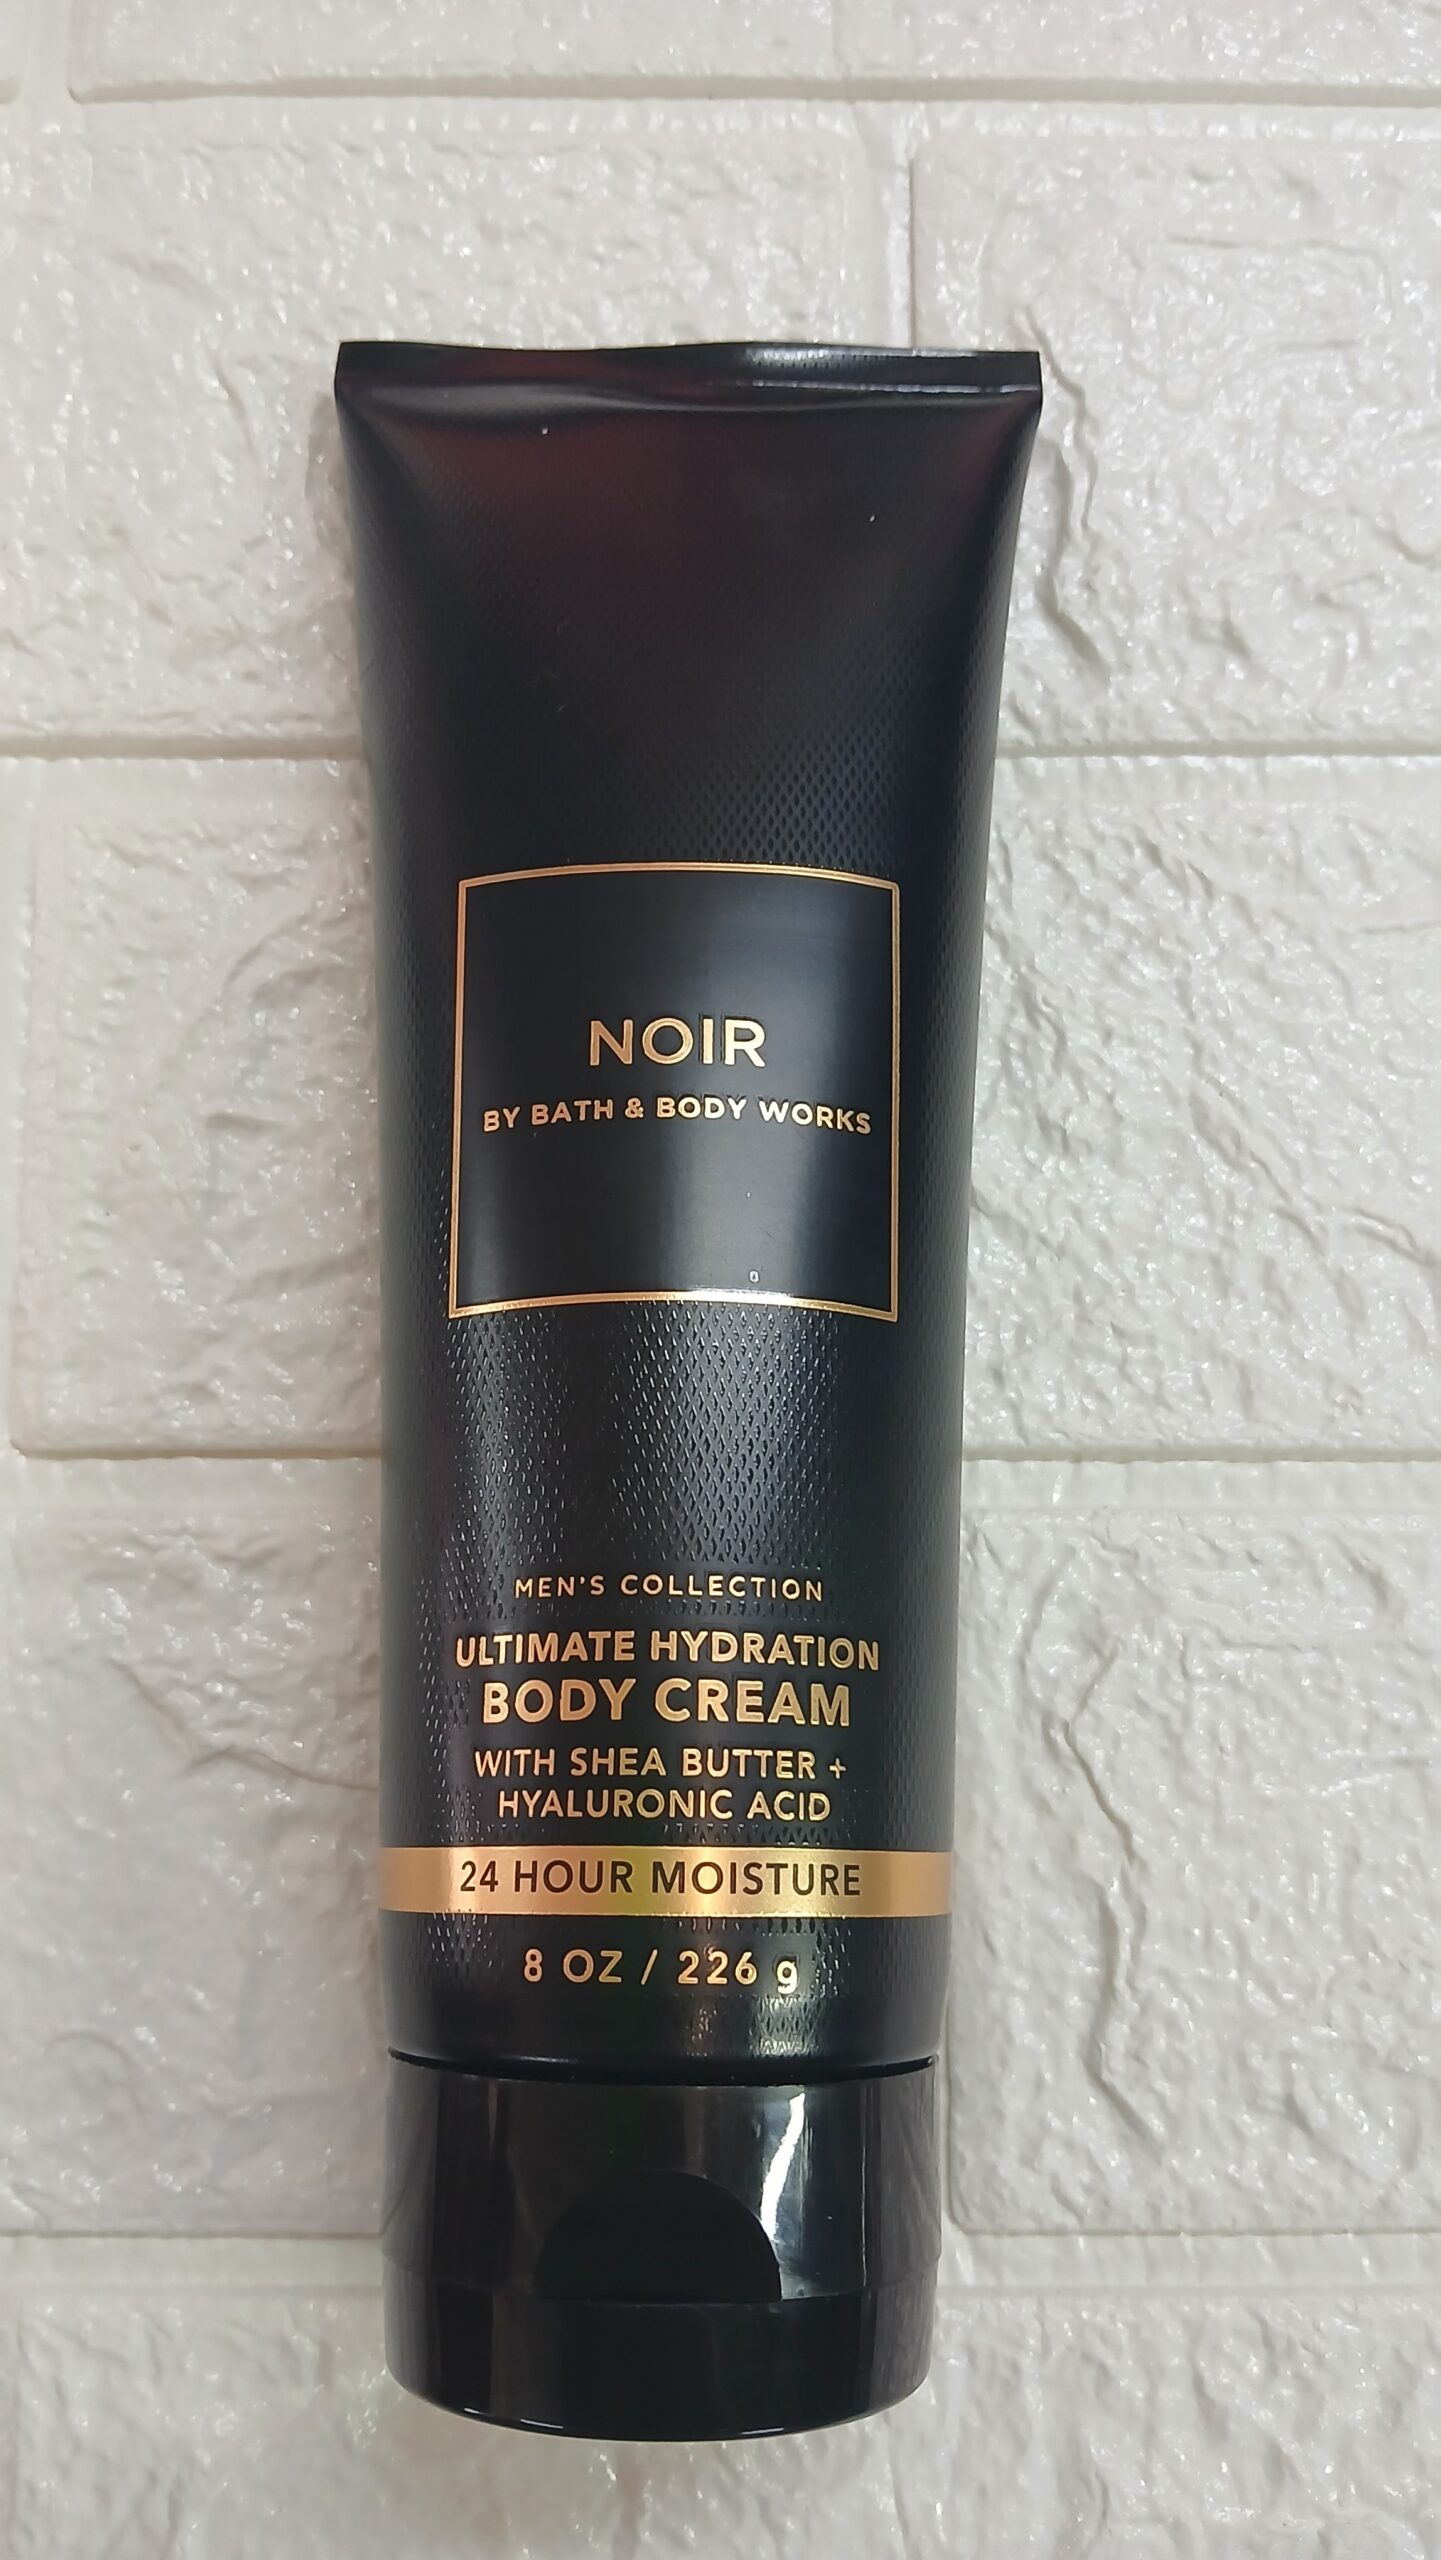 NOIR
BY BATH & BODY WORKS
MEN'S COLLECTION
ULTIMATE HYDRATION
BODY CREAM
WITH SHEA BUTTER +
HYALURONIC ACID
24 HOUR MOISTURE
8 OZ / 226 g